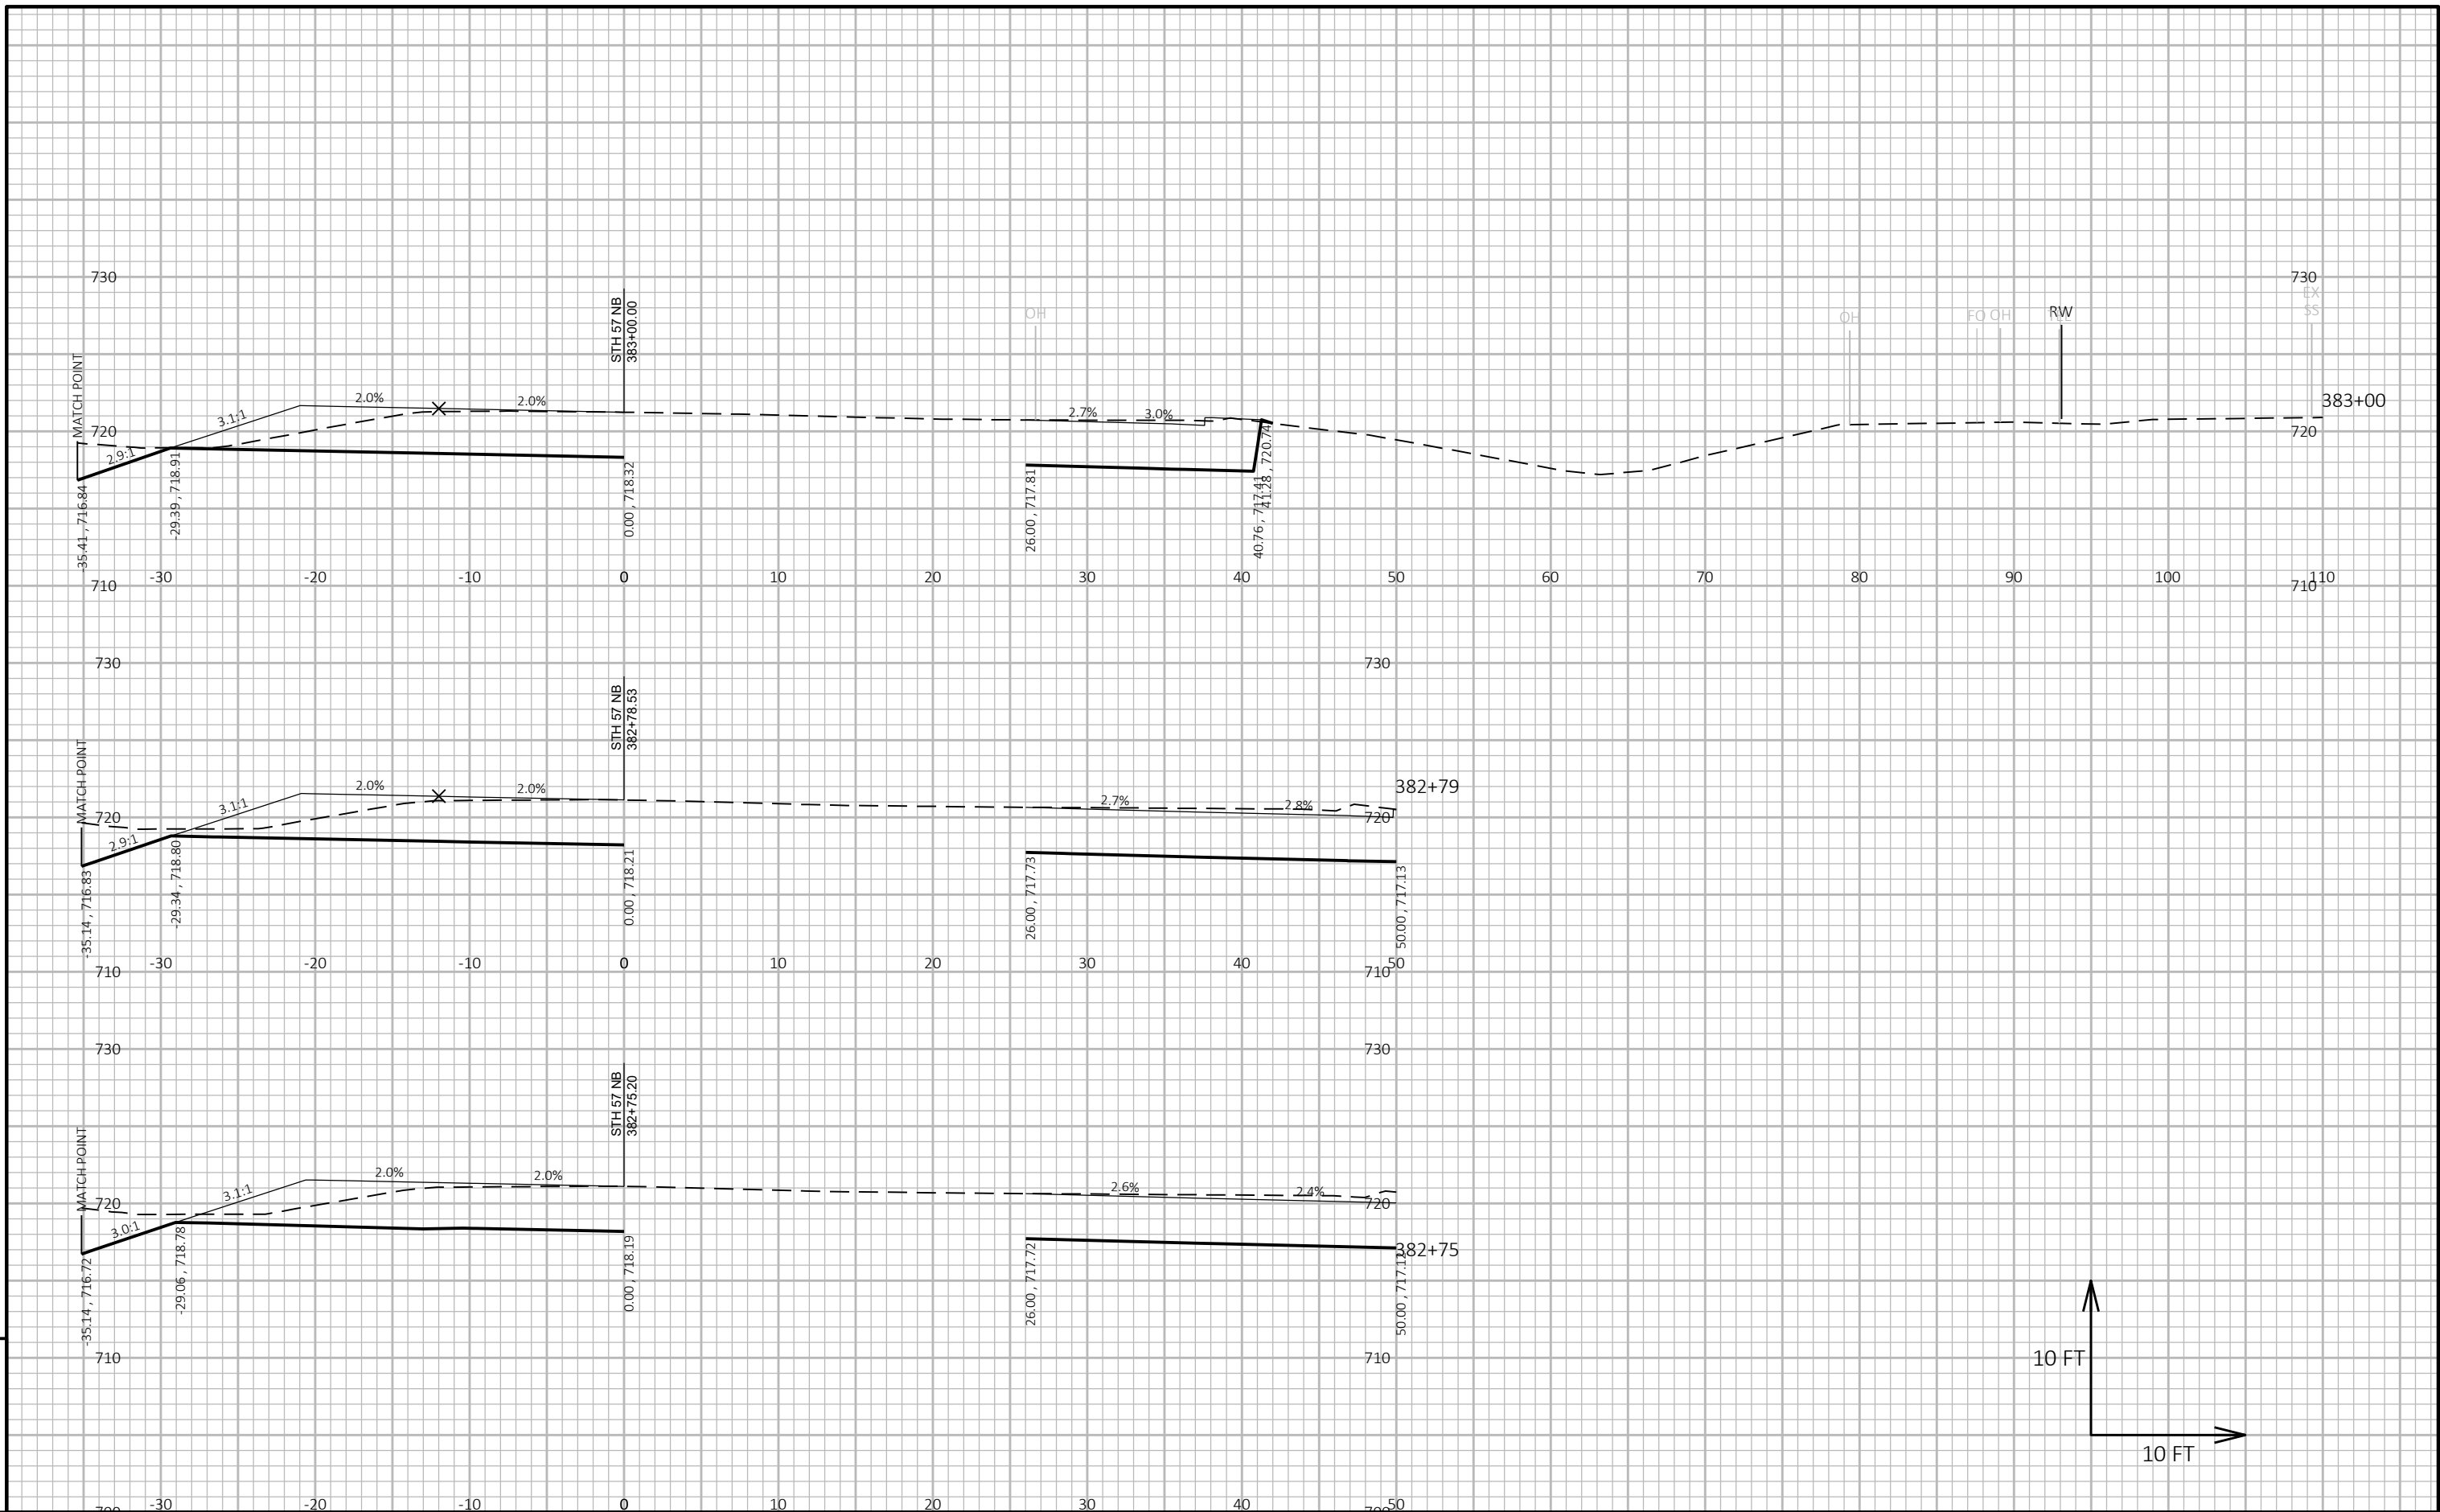 730
730
EX
SS
STH 57 NB
383+00.00
OH
OH
FO OH
RW
MATCH POINT
383+00
3.1:1
2.0%
2.0%
2.7%
3.0%
720
720
2.9:1
-35.41 , 716.84
-29.39 , 718.91
0.00 , 718.32
26.00 , 717.81
40.76 , 717.41
41.28 , 720.74
-30 -20 -10 0 10 20 30 40 50 60 70 80 90 100 110
710
710
730
730
STH 57 NB
382+78.53
MATCH POINT
382+79
3.1:1
2.0%
2.0%
2.7%
2.8%
720
720
2.9:1
-35.14 , 716.83
-29.34 , 718.80
0.00 , 718.21
26.00 , 717.73
50.00 , 717.13
-30 -20 -10 0 10 20 30 40 50
710
710
730
730
STH 57 NB
382+75.20
MATCH POINT
3.1:1
2.0%
2.0%
2.6%
2.4%
720
720
3.0:1
382+75
-35.14 , 716.72
-29.06 , 718.78
0.00 , 718.19
26.00 , 717.72
50.00 , 717.12
710
710
10 FT
10 FT
-30 -20 -10 0 10 20 30 40 50